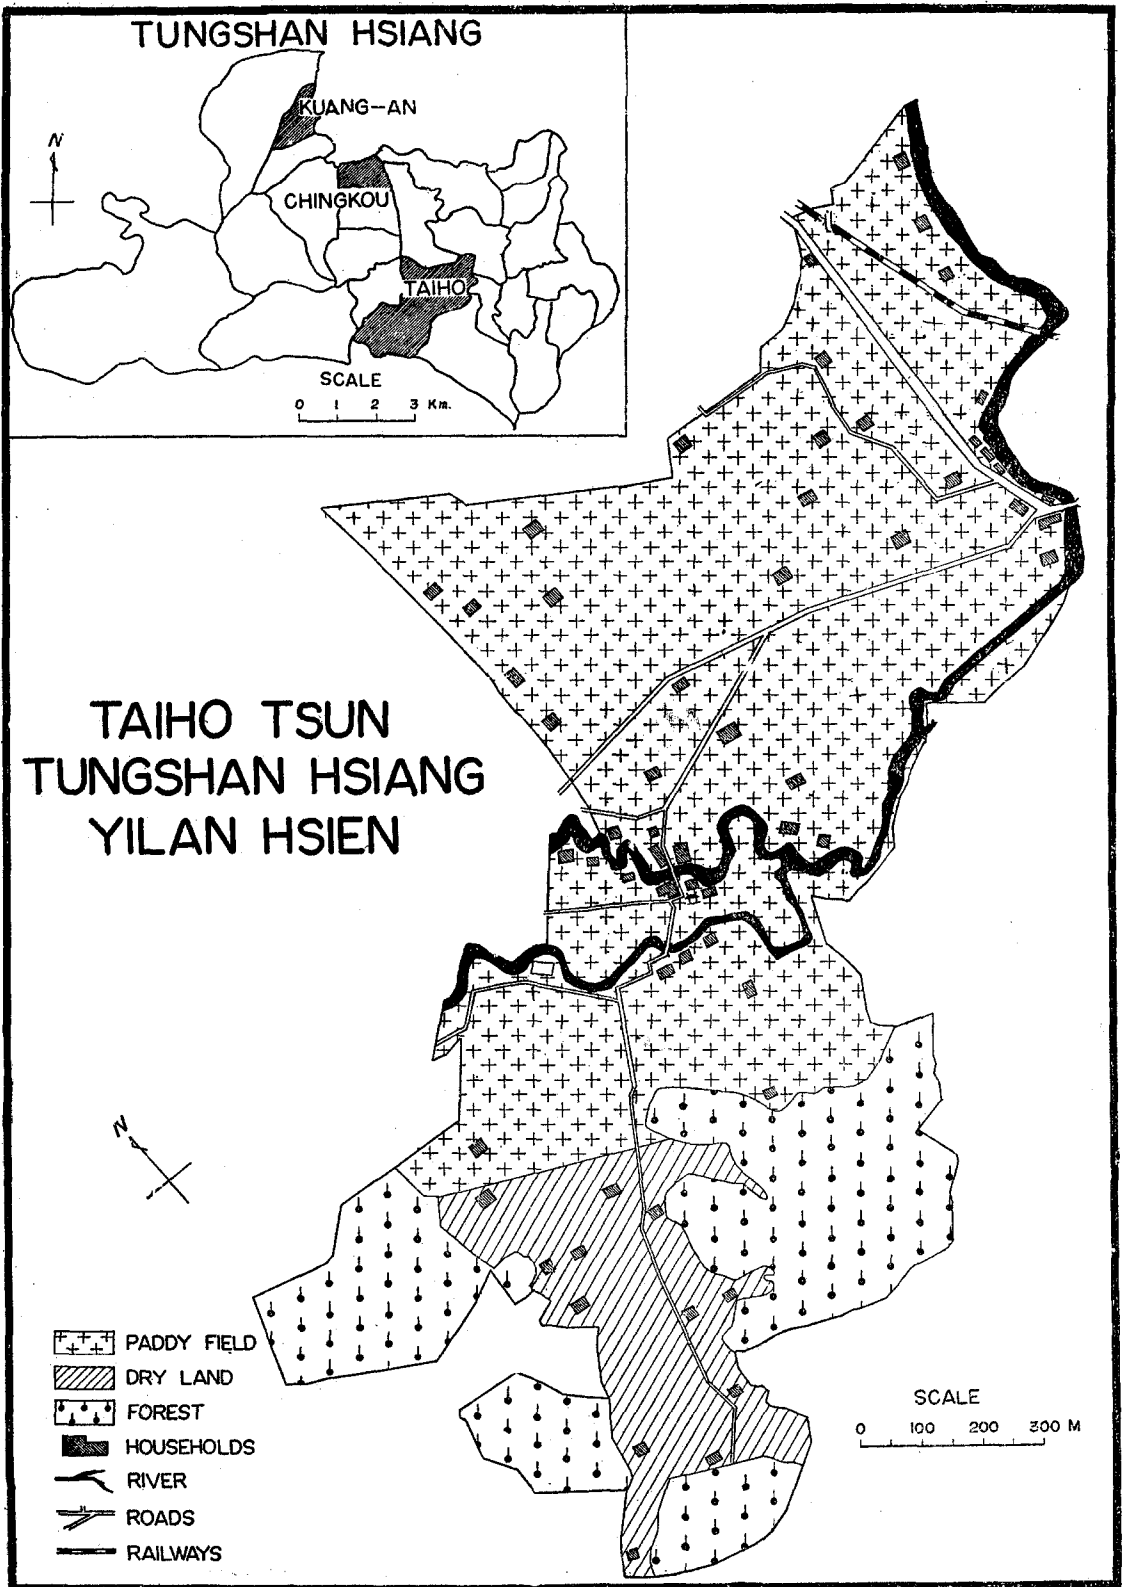 TUNGSHAN HSIANG
KUANG-AN
N
CHINGKOU
TAIHO
SCALE
0 1 2 3 Km.
TAIHO TSUN
TUNGSHAN HSIANG
YILAN HSIEN
N
PADDY FIELD
DRY LAND
FOREST
HOUSEHOLDS
RIVER
ROADS
RAILWAYS
SCALE
0 100 200 300 M